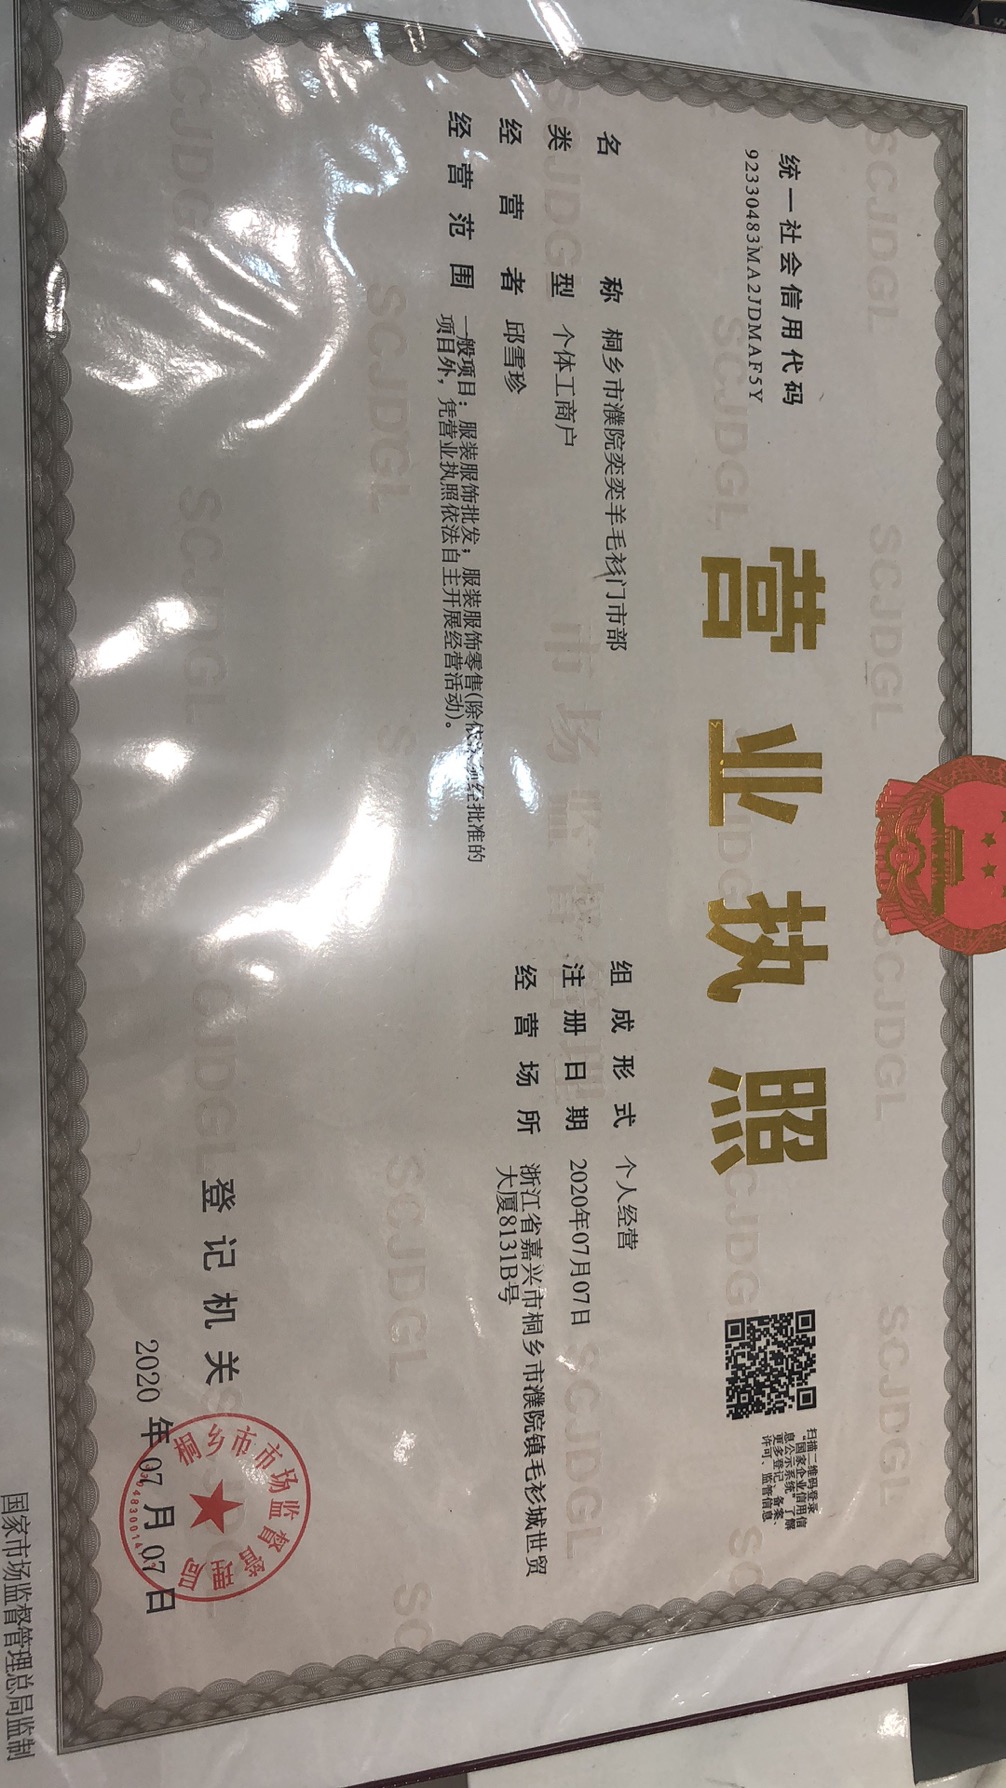 营业执照
统一社会信用代码
92330483MA2JDMAF5Y
扫描二维码登录
“国家企业信用信
息公示系统”了解
更多登记、备案、
许可、监管信息
名称 桐乡市濮院奕奕羊毛衫门市部
类型 个体工商户
经营者 邱雪珍
经营范围 一般项目：服装服饰批发；服装服饰零售(除依法须经批准的
项目外，凭营业执照依法自主开展经营活动)。
组成形式 个人经营
注册日期 2020年07月07日
经营场所 浙江省嘉兴市桐乡市濮院镇毛衫城世贸
大厦8131B号
登记机关
桐乡市市场监督管理局
2020 年 07 月 07 日
国家市场监督管理总局监制
SCJDGL
市场监督管理